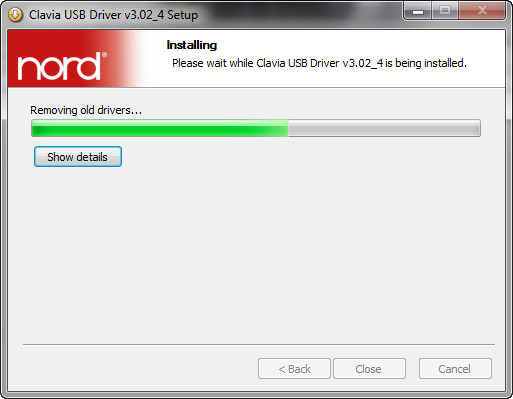 Clavia USB Driver v3.02_4 Setup
nord®
Installing
Please wait while Clavia USB Driver v3.02_4 is being installed.
Removing old drivers...
Show details
< Back
Close
Cancel